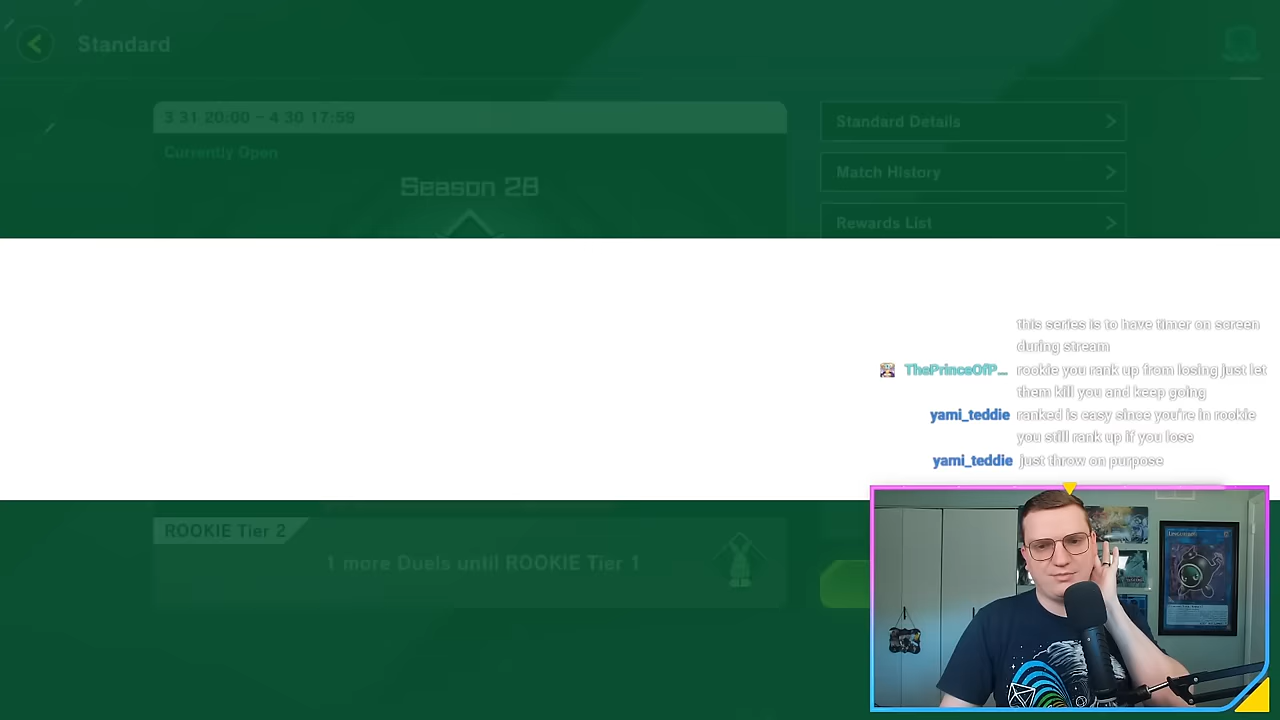 Standard
3 31 20:00 - 4 30 17:59
Currently Open
Season 28
Standard Details
Match History
Rewards List
this series is to have timer on screen
during stream
ThePrinceOfP... rookie you rank up from losing just let
them kill you and keep going
yami_teddie ranked is easy since you're in rookie
you still rank up if you lose
yami_teddie just throw on purpose
ROOKIE Tier 2
1 more Duels until ROOKIE Tier 1